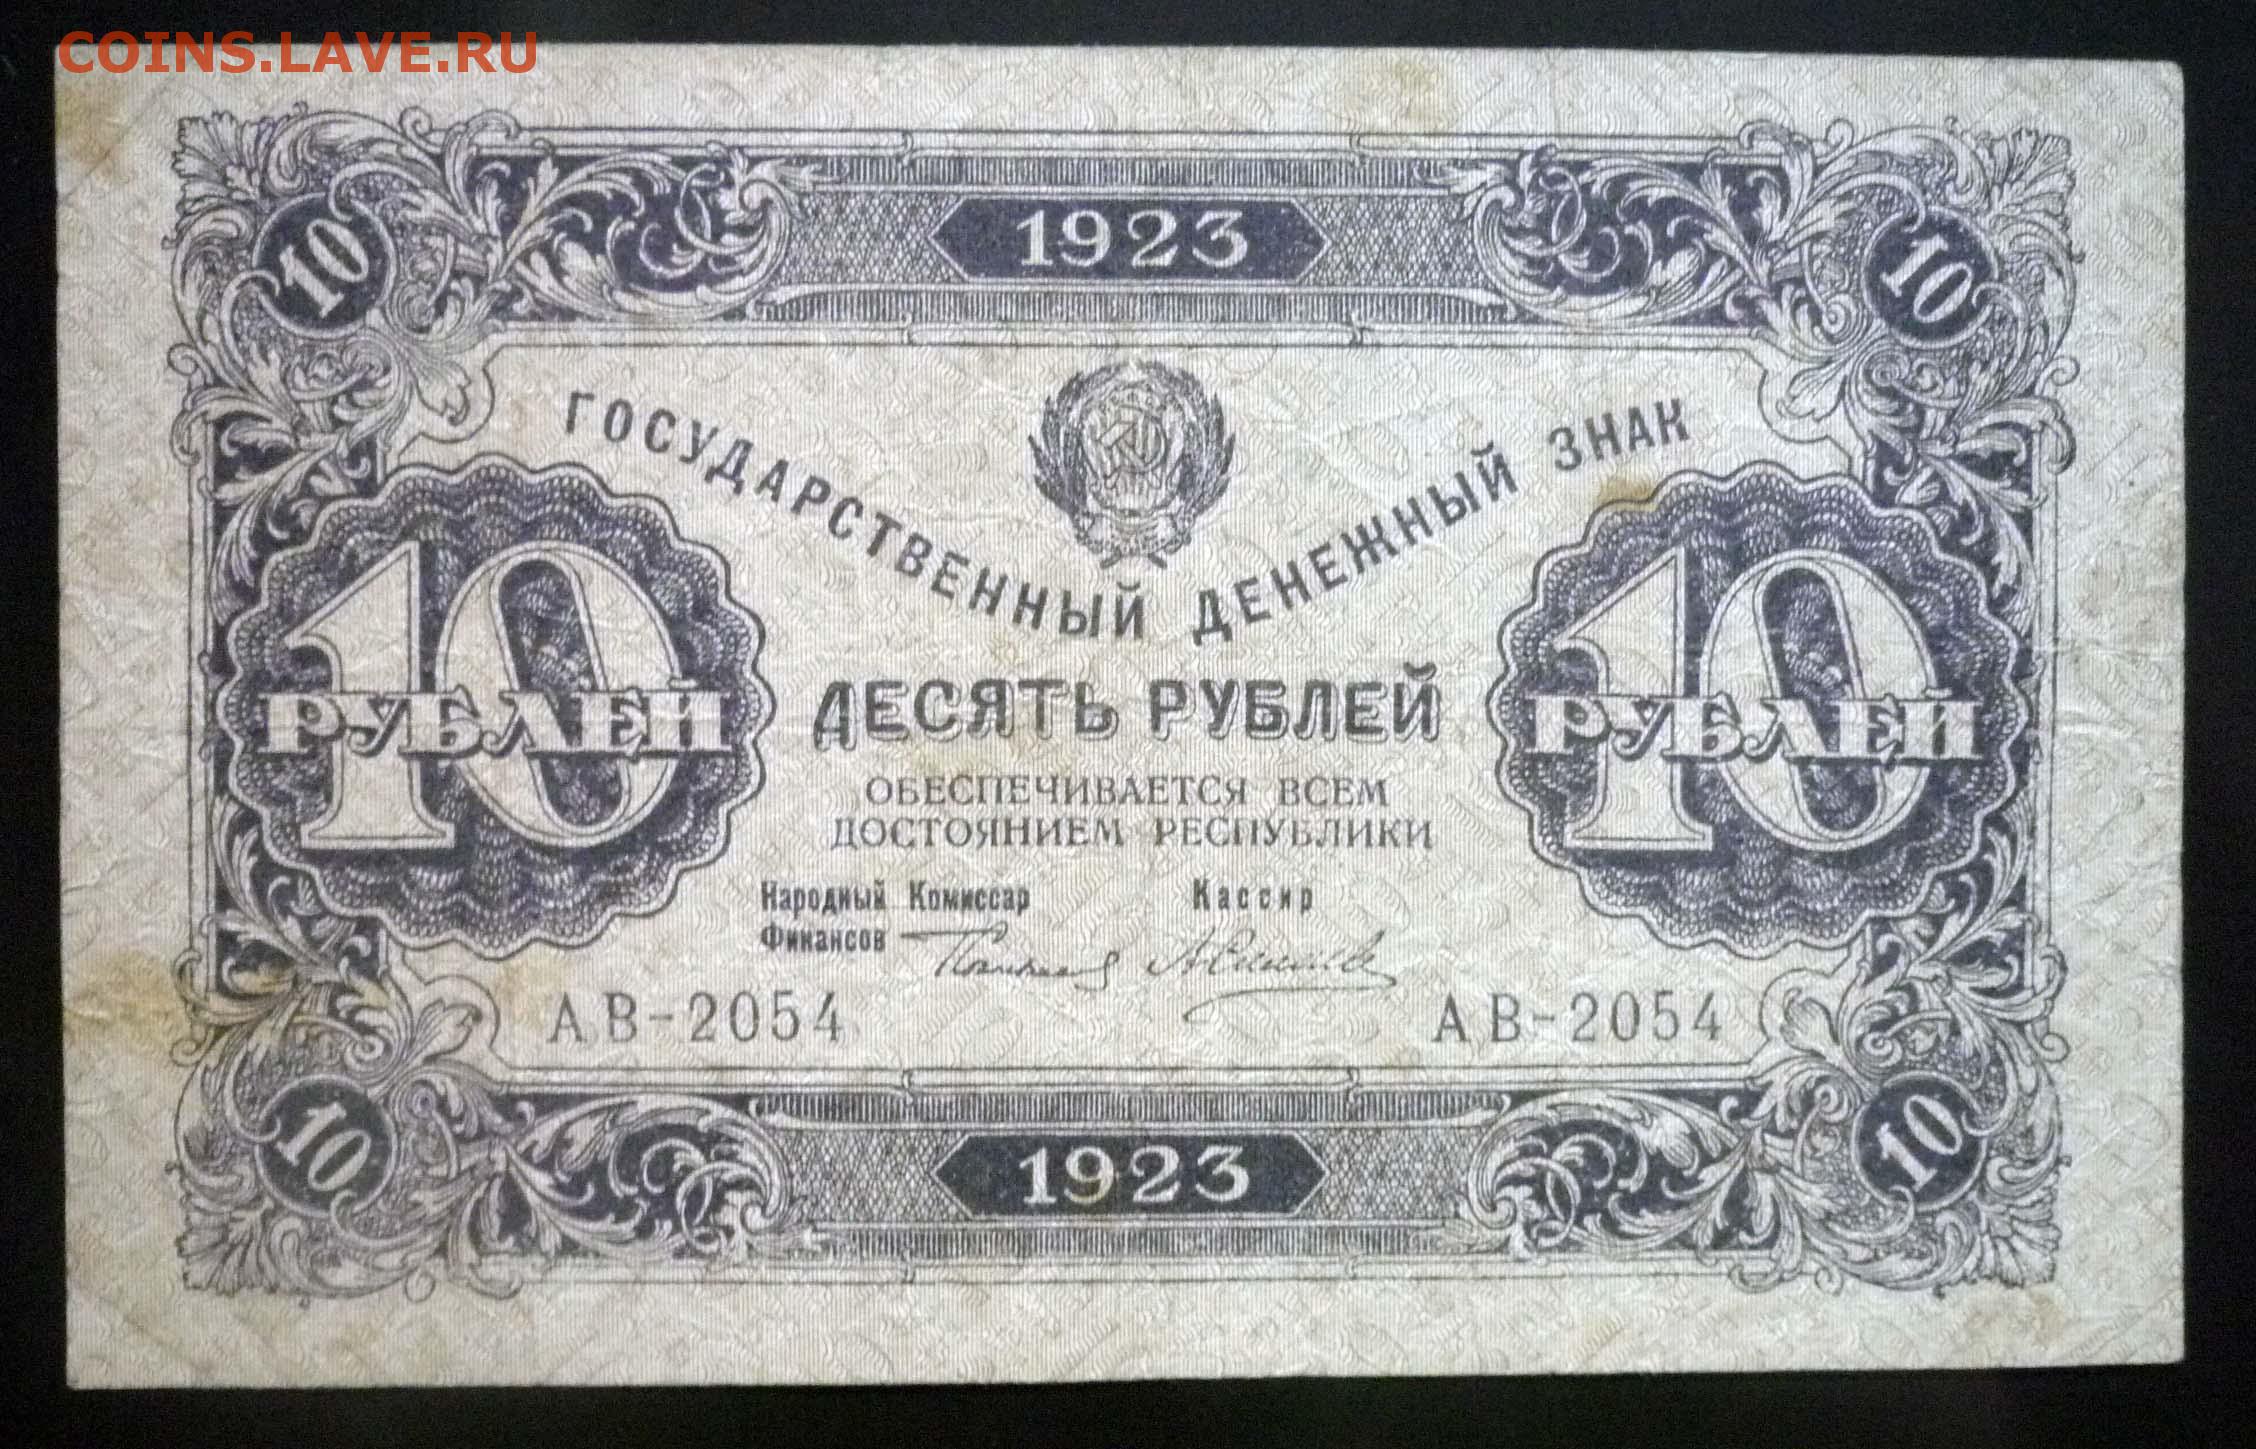 COINS.LAVE.RU
10 1923 10
ГОСУДАРСТВЕННЫЙ ДЕНЕЖНЫЙ ЗНАК
10 РУБЛЕЙ
ДЕСЯТЬ РУБЛЕЙ
10 РУБЛЕЙ
ОБЕСПЕЧИВАЕТСЯ ВСЕМ
ДОСТОЯНИЕМ РЕСПУБЛИКИ
Народный Комиссар
Финансов
Кассир
АВ-2054 АВ-2054
10 1923 10